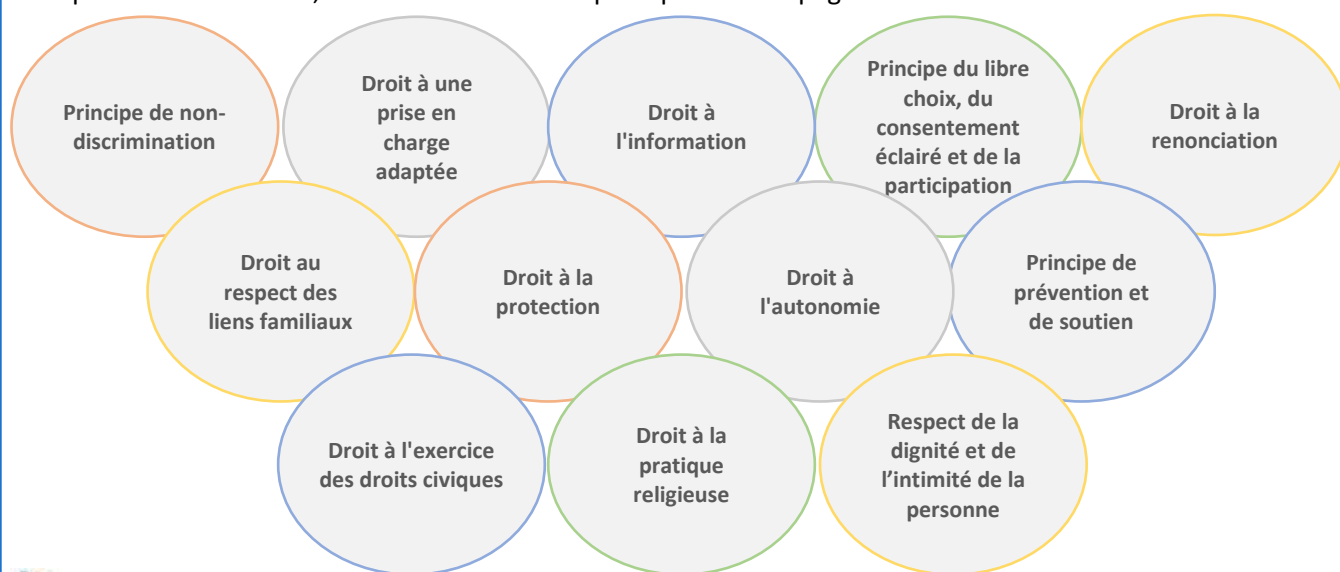 Principe de non-
discrimination
Droit à une
prise en
charge
adaptée
Droit à
l'information
Principe du libre
choix, du
consentement
éclairé et de la
participation
Droit à la
renonciation
Droit au
respect des
liens familiaux
Droit à la
protection
Droit à
l'autonomie
Principe de
prévention et
de soutien
Droit à l'exercice
des droits civiques
Droit à la
pratique
religieuse
Respect de la
dignité et de
l’intimité de la
personne